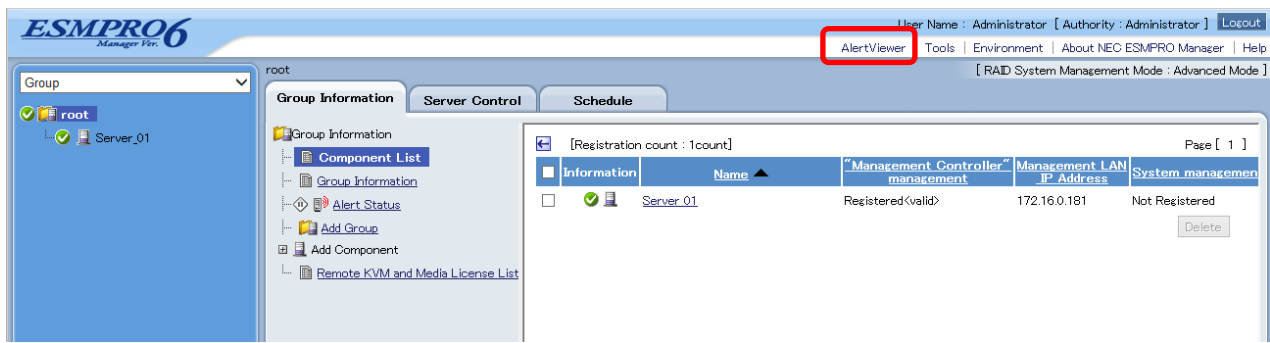 ESMPRO6
Manager Ver.
User Name : Administrator [ Authority : Administrator ] Logout
AlertViewer Tools | Environment | About NEC ESMPRO Manager | Help
root
[ RAID System Management Mode : Advanced Mode ]
Group
root
Server_01
Group Information Server Control Schedule
Group Information
Component List
Group Information
Alert Status
Add Group
Add Component
Remote KVM and Media License List
[Registration count : 1count] Page [ 1 ]
Information Name "Management Controller" management Management LAN IP Address System managemen
Server 01 Registered<valid> 172.16.0.181 Not Registered
Delete